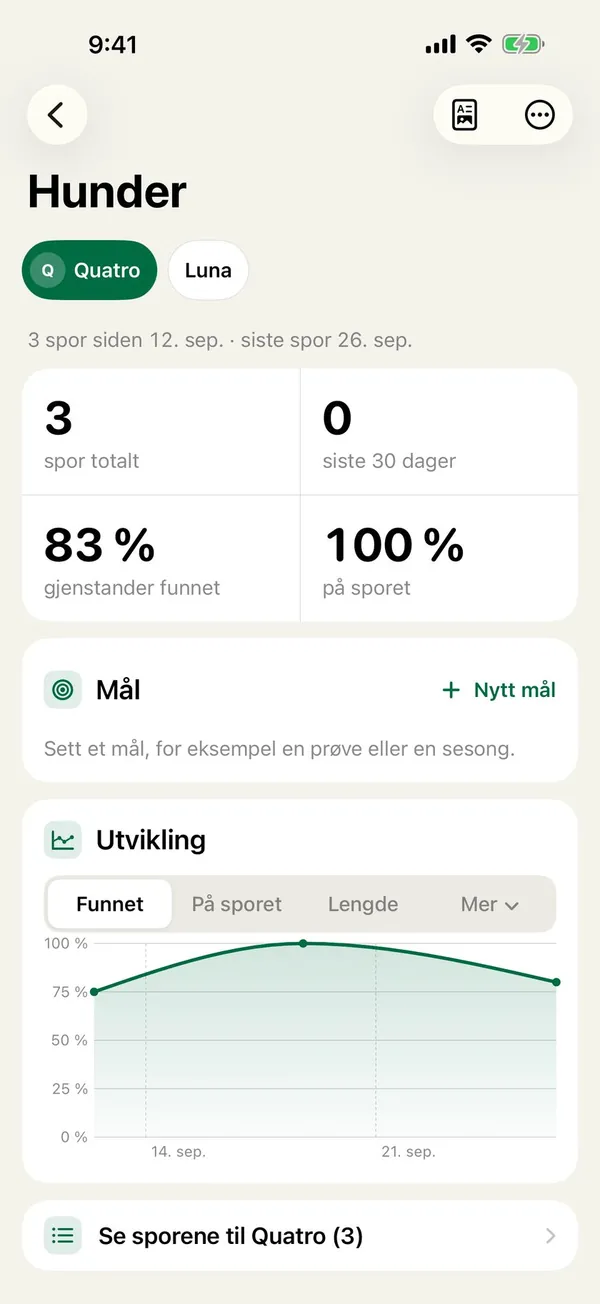 9:41
Hunder
Q Quatro
Luna
3 spor siden 12. sep. · siste spor 26. sep.
3
spor totalt
0
siste 30 dager
83 %
gjenstander funnet
100 %
på sporet
Mål
+ Nytt mål
Sett et mål, for eksempel en prøve eller en sesong.
Utvikling
Funnet
På sporet
Lengde
Mer
100 %
75 %
50 %
25 %
0 %
14. sep.
21. sep.
Se sporene til Quatro (3)